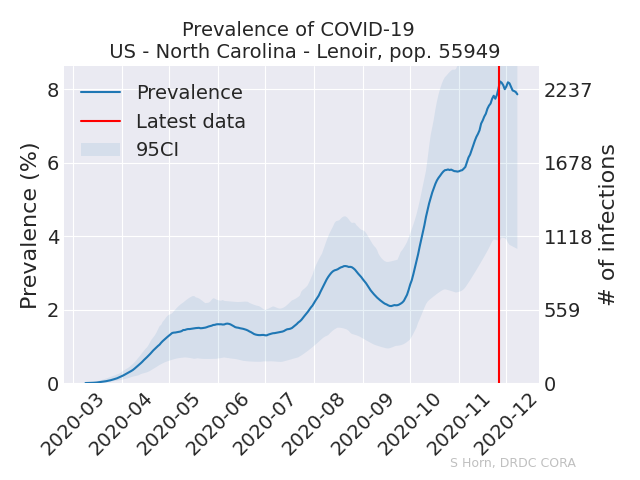 Prevalence of COVID-19
US - North Carolina - Lenoir, pop. 55949
Prevalence
Latest data
95CI
Prevalence (%)
8
6
4
2
0
2237
1678
1118
559
0
# of infections
2020-03
2020-04
2020-05
2020-06
2020-07
2020-08
2020-09
2020-10
2020-11
2020-12
S Horn, DRDC CORA